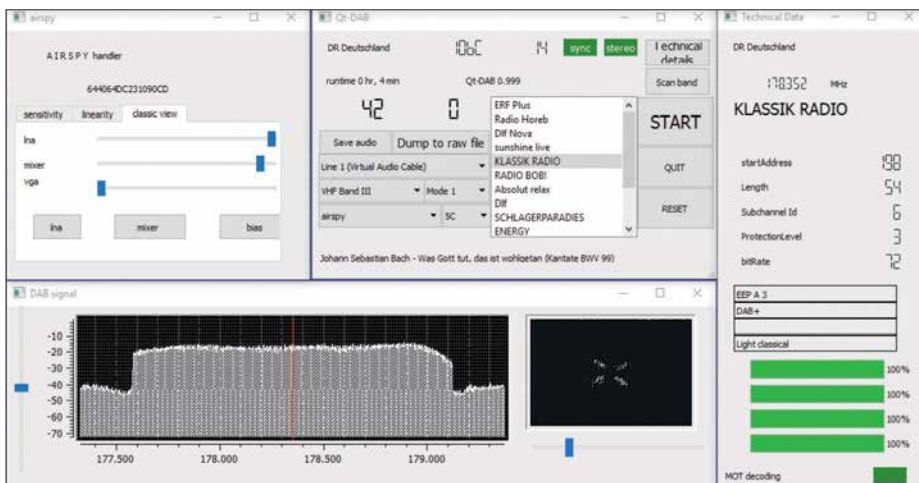 airspy
AIRSPY handler
644064DC231090CD
sensitivity linearity classic view
lna
mixer
vga
lna mixer bias
Qt-DAB
DR Deutschland 106C 14 sync stereo Technical details
runtime 0 hr, 4 min Qt-DAB 0.999 Scan band
42 0
Save audio Dump to raw file START
Line 1 (Virtual Audio Cable) QUIT
VHF Band III Mode 1
airspy 5C RESET
ERF Plus
Radio Horeb
Dlf Nova
sunshine live
KLASSIK RADIO
RADIO BOB!
Absolut relax
Dlf
SCHLAGERPARADIES
ENERGY
Johann Sebastian Bach - Was Gott tut, das ist wohlgetan (Kantate BWV 99)
Technical Data
DR Deutschland
178352 MHz
KLASSIK RADIO
startAddress 198
Length 54
Subchannel Id 6
ProtectionLevel 3
bitRate 72
EEP A 3
DAB+
Light classical
100%
100%
100%
100%
MOT decoding
DAB signal
-10
-20
-30
-40
-50
-60
-70
177.500 178.000 178.500 179.000